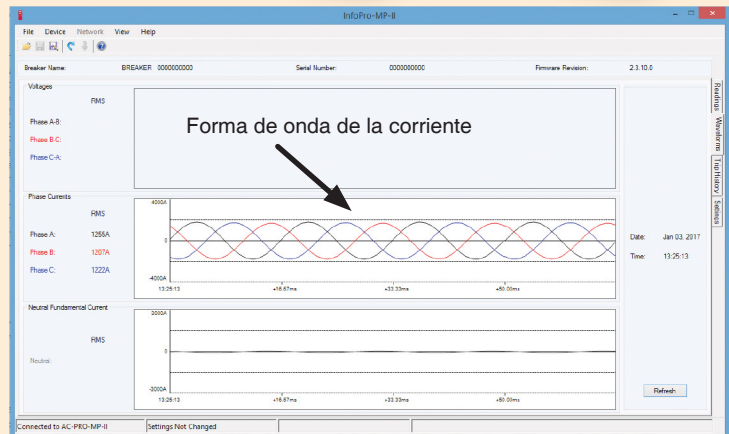 InfoPro-MP-II
File Device Network View Help
Breaker Name: BREAKER 0000000000 Serial Number: 0000000000 Firmware Revision: 2.3.10.0
Voltages
RMS
Phase A-B:
Phase B-C:
Phase C-A:
Forma de onda de la corriente
Phase Currents
RMS
Phase A: 1255A
Phase B: 1207A
Phase C: 1222A
4000A
0
-4000A
13:25:13 +16.67ms +33.33ms +50.00ms
Neutral Fundamental Current
RMS
Neutral:
2000A
0
-2000A
13:25:13 +16.67ms +33.33ms +50.00ms
Date: Jan 03, 2017
Time: 13:25:13
Refresh
Readings
Waveforms
Trip History
Settings
Connected to AC-PRO-MP-II Settings Not Changed